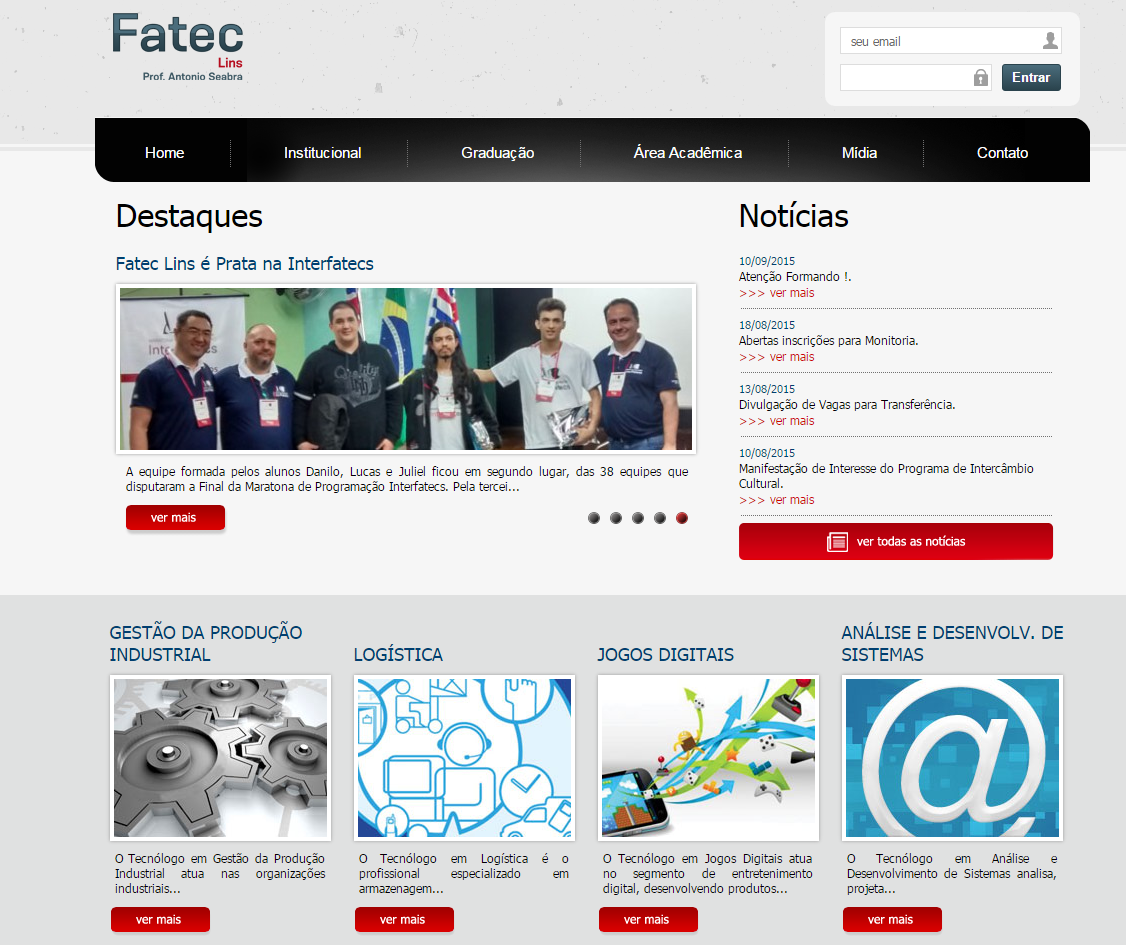 Fatec
Lins
Prof. Antonio Seabra
seu email
Entrar
Home
Institucional
Graduação
Área Acadêmica
Mídia
Contato
Destaques
Fatec Lins é Prata na Interfatecs
A equipe formada pelos alunos Danilo, Lucas e Juliel ficou em segundo lugar, das 38 equipes que
disputaram a Final da Maratona de Programação Interfatecs. Pela tercei...
ver mais
Notícias
10/09/2015
Atenção Formando !.
>>> ver mais
18/08/2015
Abertas inscrições para Monitoria.
>>> ver mais
13/08/2015
Divulgação de Vagas para Transferência.
>>> ver mais
10/08/2015
Manifestação de Interesse do Programa de Intercâmbio
Cultural.
>>> ver mais
ver todas as notícias
GESTÃO DA PRODUÇÃO
INDUSTRIAL
O Tecnólogo em Gestão da Produção
Industrial atua nas organizações
industriais...
ver mais
LOGÍSTICA
O Tecnólogo em Logística é o
profissional especializado em
armazenagem...
ver mais
JOGOS DIGITAIS
O Tecnólogo em Jogos Digitais atua
no segmento de entretenimento
digital, desenvolvendo produtos...
ver mais
ANÁLISE E DESENVOLV. DE
SISTEMAS
@
O Tecnólogo em Análise e
Desenvolvimento de Sistemas analisa,
projeta...
ver mais